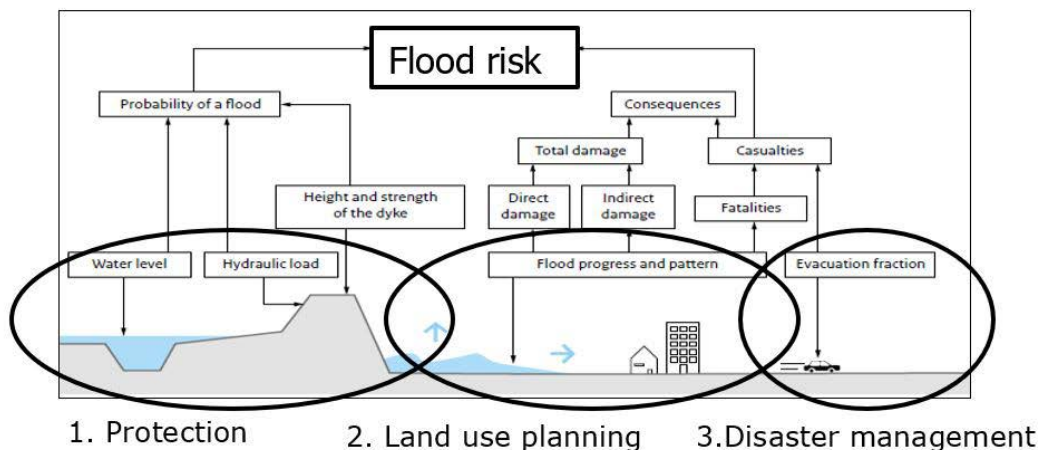 Flood risk
Probability of a flood
Consequences
Total damage
Casualties
Height and strength
of the dyke
Direct
damage
Indirect
damage
Fatalities
Water level
Hydraulic load
Flood progress and pattern
Evacuation fraction
1. Protection
2. Land use planning
3.Disaster management